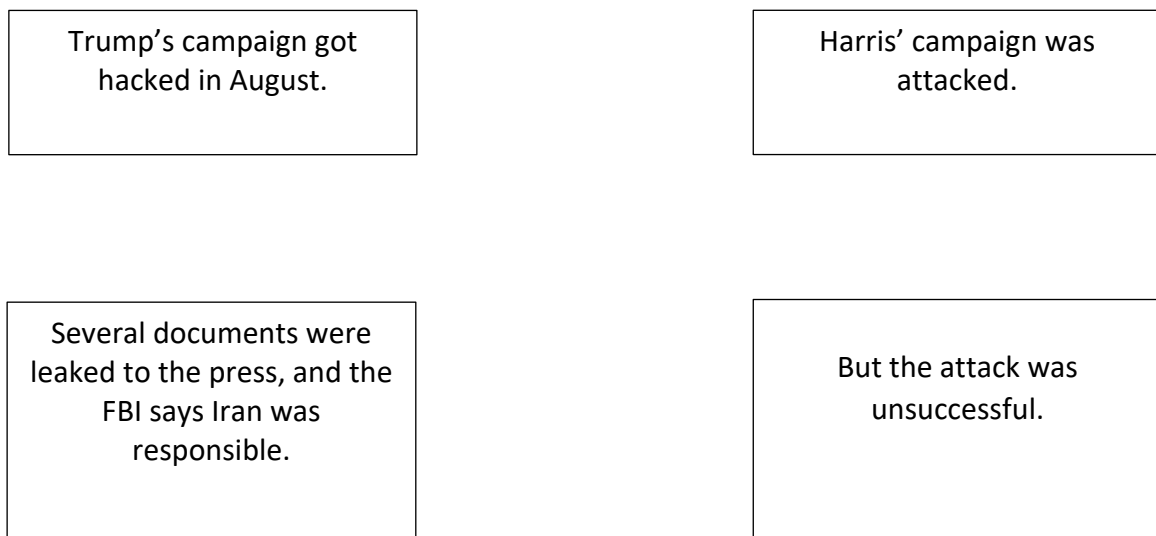 Trump’s campaign got
hacked in August.
Harris’ campaign was
attacked.
Several documents were
leaked to the press, and the
FBI says Iran was
responsible.
But the attack was
unsuccessful.